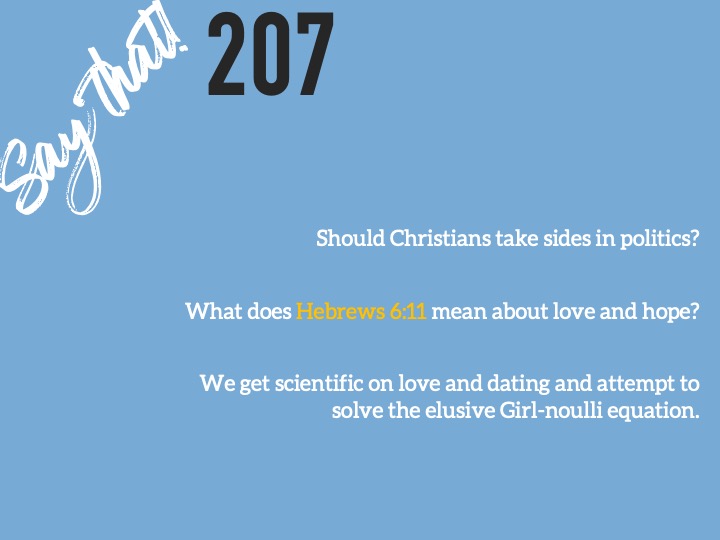 Say that!
207
Should Christians take sides in politics?
What does Hebrews 6:11 mean about love and hope?
We get scientific on love and dating and attempt to
solve the elusive Girl-noulli equation.